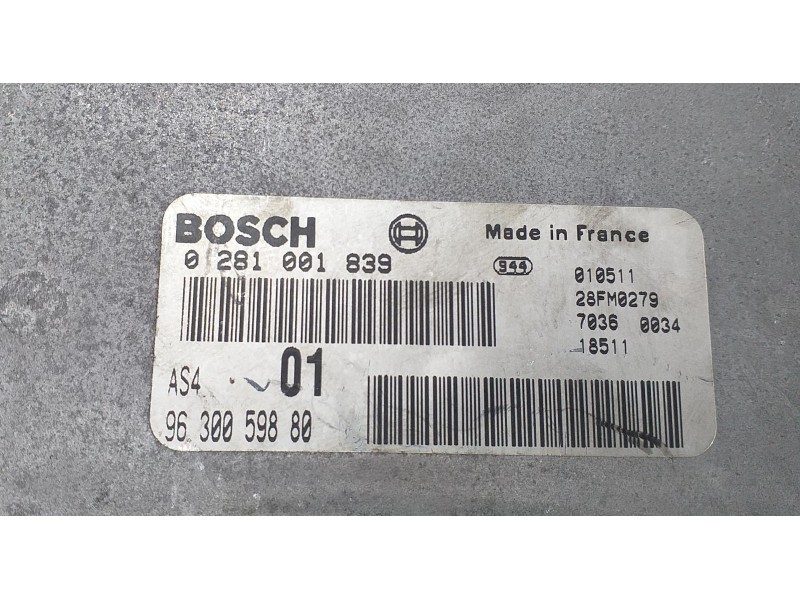 BOSCH
Made in France
0 281 001 839
944
010511
28FM0279
7036 0034
18511
AS4 01
96 300 598 80